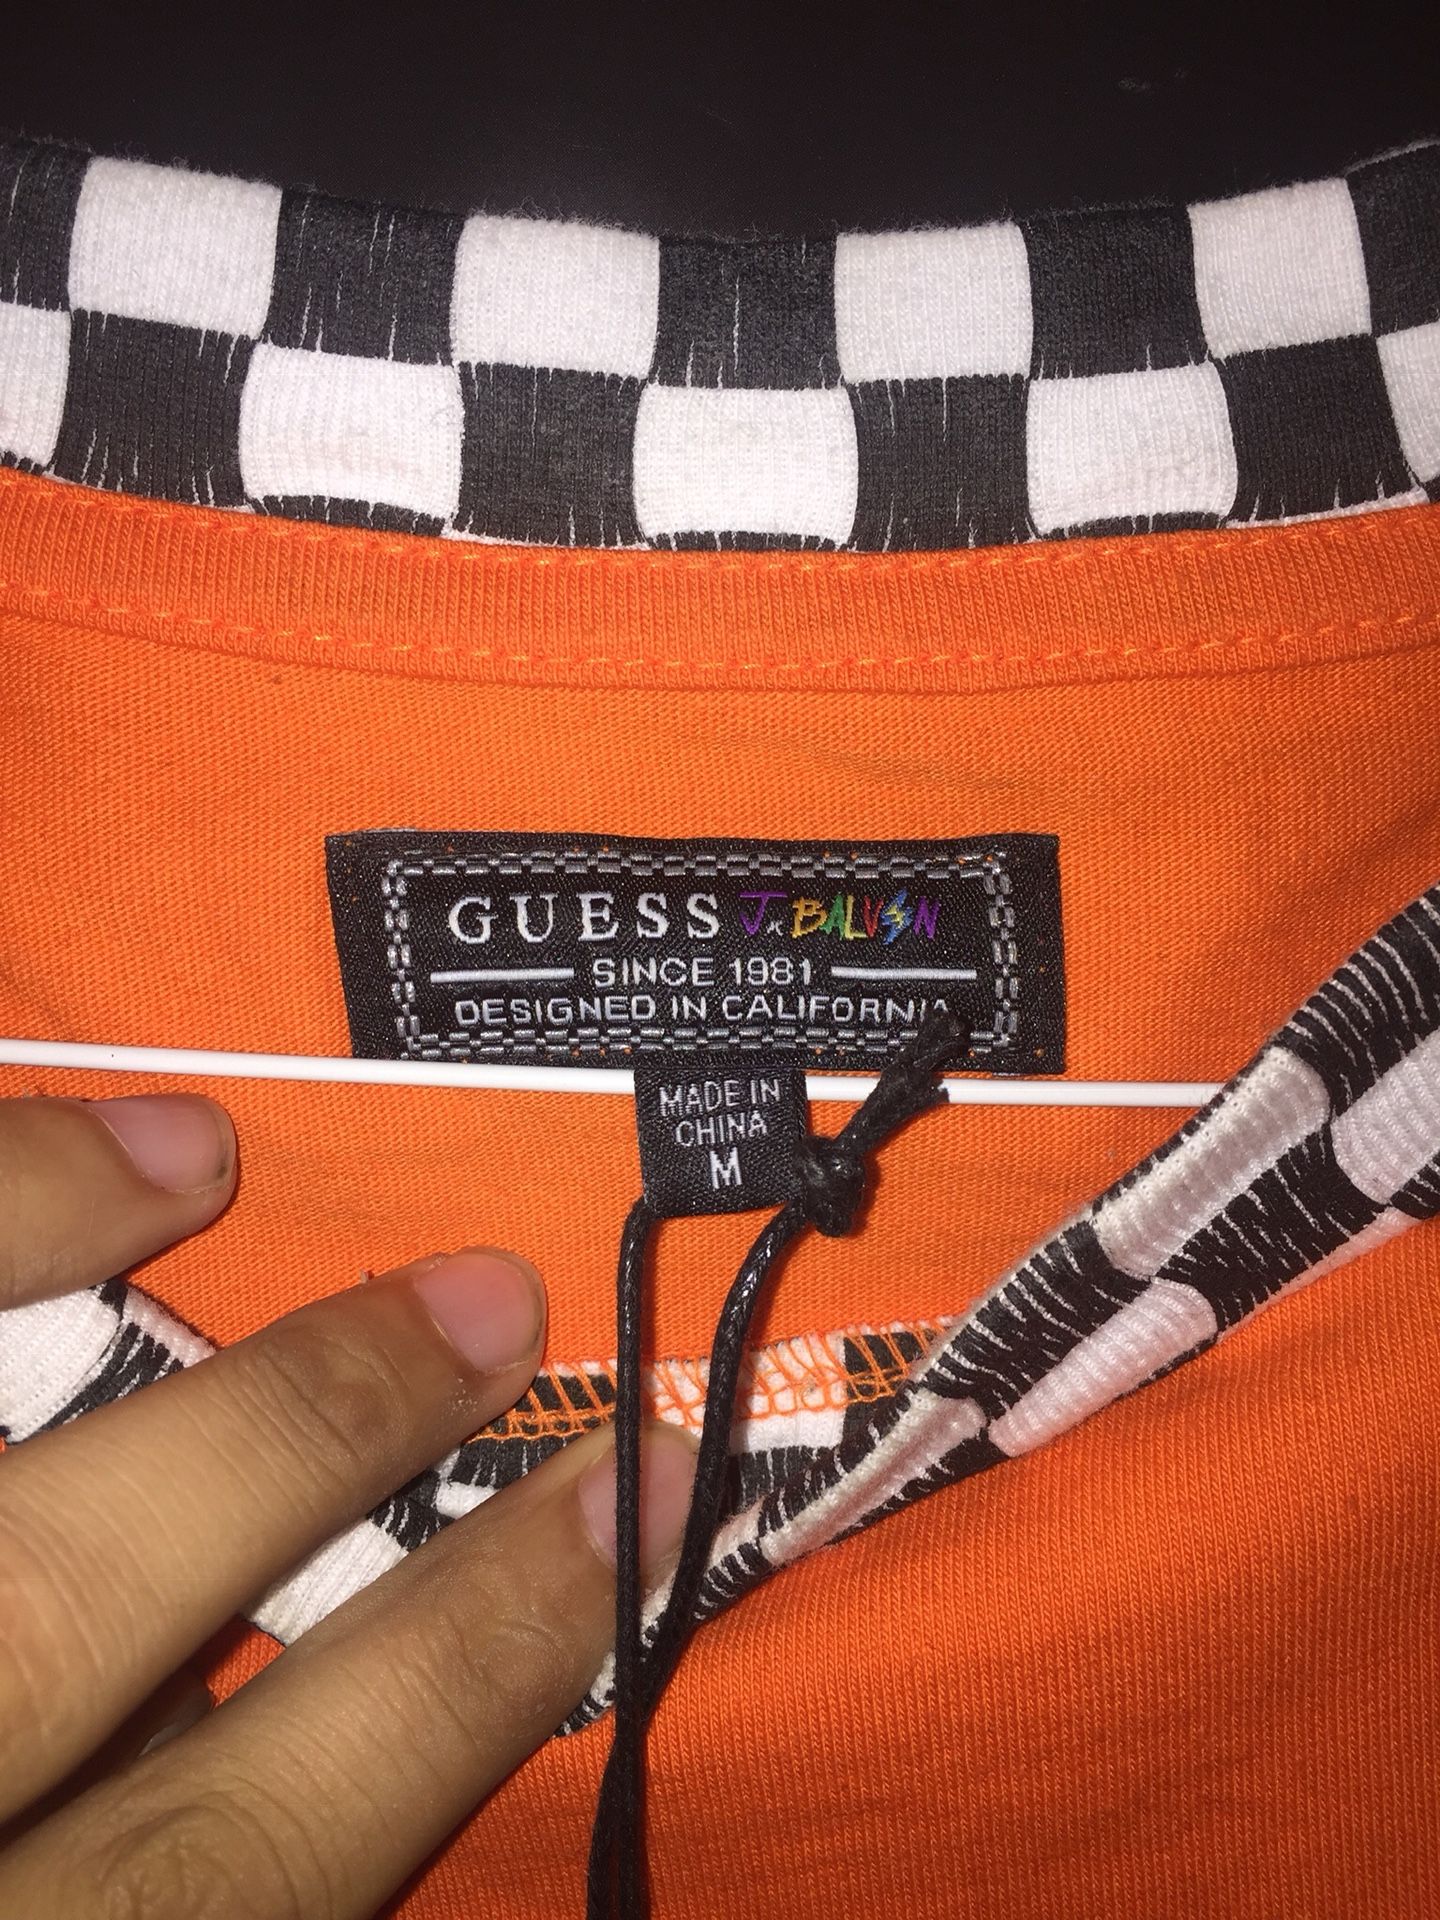 GUESS J. BALVIN
SINCE 1981
DESIGNED IN CALIFORNIA
MADE IN
CHINA
M